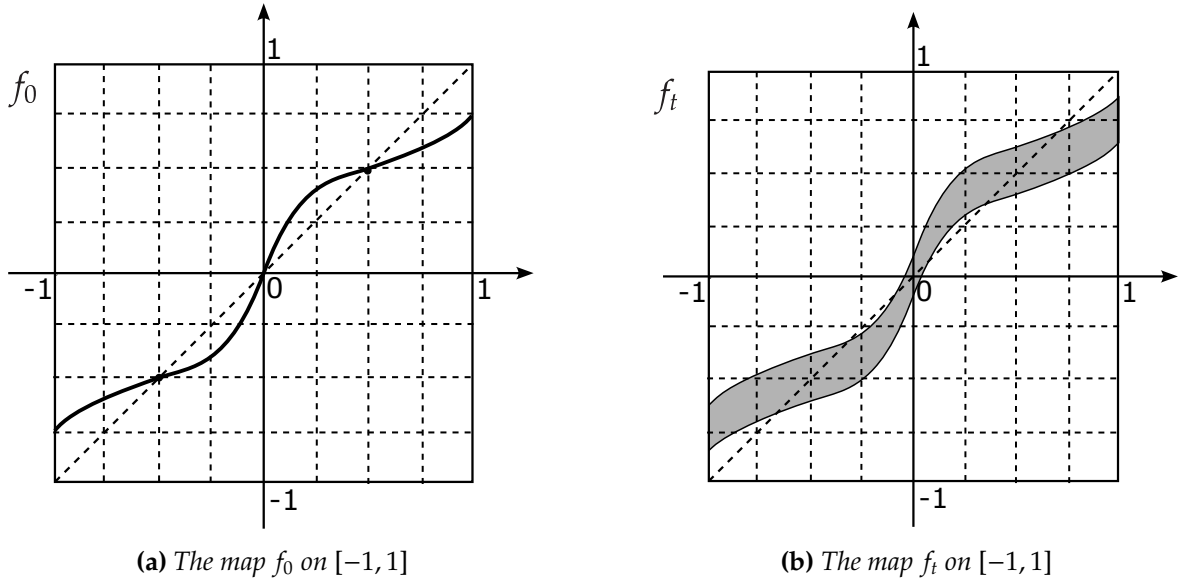 1
f₀
-1
0
1
-1
(a) The map f₀ on [−1, 1]
1
fₜ
-1
0
1
-1
(b) The map fₜ on [−1, 1]